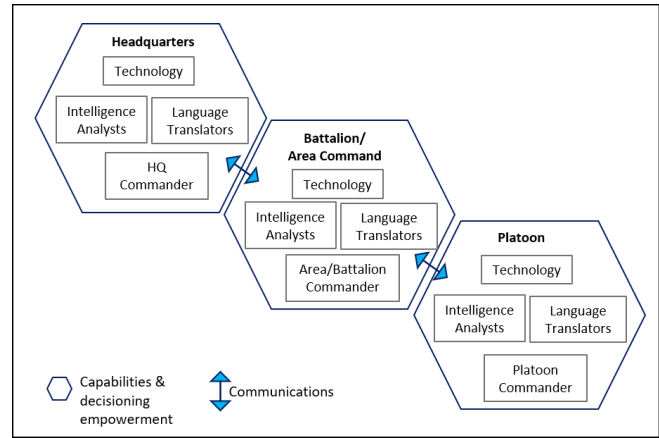 Headquarters
Technology
Intelligence
Analysts
Language
Translators
HQ
Commander
Battalion/
Area Command
Technology
Intelligence
Analysts
Language
Translators
Area/Battalion
Commander
Platoon
Technology
Intelligence
Analysts
Language
Translators
Platoon
Commander
Capabilities &
decisioning
empowerment
Communications